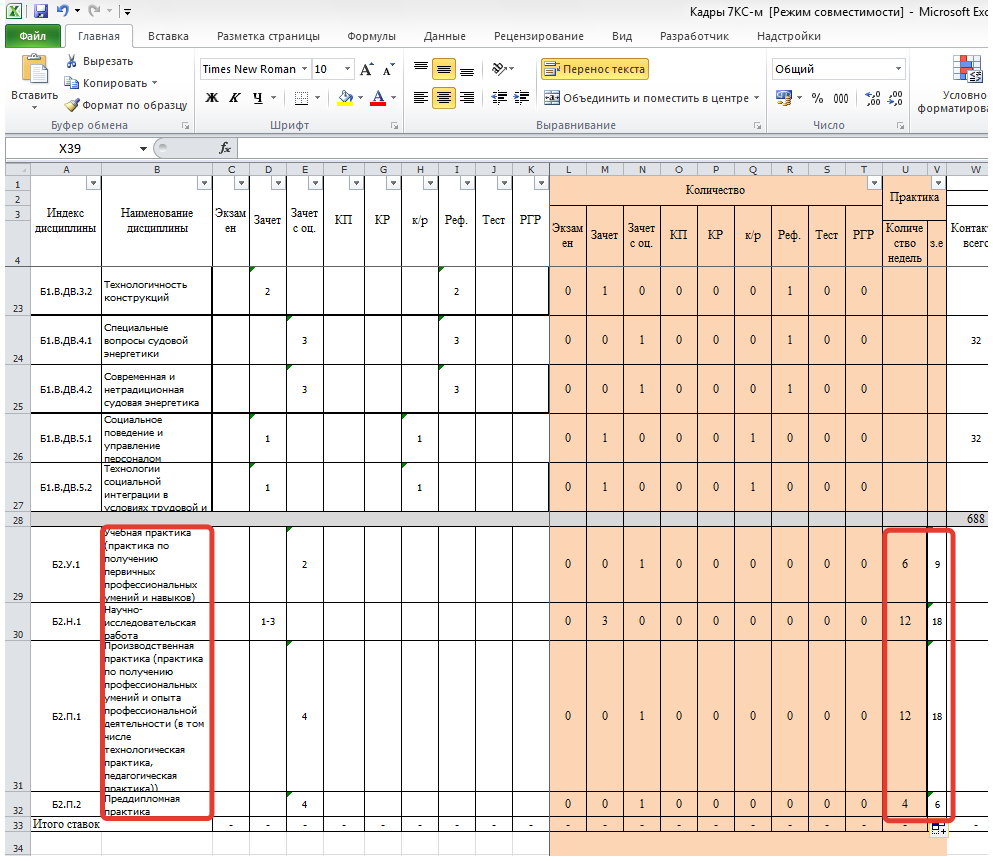 Кадры 7КС-м [Режим совместимости] - Microsoft Exc
Файл Главная Вставка Разметка страницы Формулы Данные Рецензирование Вид Разработчик Надстройки
Вставить Вырезать Times New Roman 10 Перенос текста Общий Условно
Копировать форматирова
Формат по образцу Ж К Ч Объединить и поместить в центре % 000
Буфер обмена Шрифт Выравнивание Число
X39 fx
A B C D E F G H I J K L M N O P Q R S T U V W
1 2 3 4
Индекс дисциплины
Наименование дисциплины
Экзам ен
Зачет
Зачет с оц.
КП
КР
к/р
Реф.
Тест
РГР
Количество
Экзам ен
Зачет
Зачет с оц.
КП
КР
к/р
Реф.
Тест
РГР
Практика
Количе ство недель
з.е
Контак всего
23 Б1.В.ДВ.3.2 Технологичность 2 2 0 1 0 0 0 0 1 0 0
конструкций
24 Б1.В.ДВ.4.1 Специальные 3 3 0 0 1 0 0 0 1 0 0 32
вопросы судовой
энергетики
25 Б1.В.ДВ.4.2 Современная и 3 3 0 0 1 0 0 0 1 0 0
нетрадиционная
судовая энергетика
26 Б1.В.ДВ.5.1 Социальное 1 1 0 1 0 0 0 1 0 0 0 32
поведение и
управление
персоналом
27 Б1.В.ДВ.5.2 Технологии 1 1 0 1 0 0 0 1 0 0 0
социальной
интеграции в
условиях трудовой и
28 688
29 Б2.У.1 Учебная практика 2 0 0 1 0 0 0 0 0 0 6 9
(практика по
получению
первичных
профессиональных
умений и навыков)
30 Б2.Н.1 Научно- 1-3 0 3 0 0 0 0 0 0 0 12 18
исследовательская
работа
31 Б2.П.1 Производственная 4 0 0 1 0 0 0 0 0 0 12 18
практика (практика
по получению
профессиональных
умений и опыта
профессиональной
деятельности (в том
числе
технологическая
практика,
педагогическая
практика))
32 Б2.П.2 Преддипломная 4 0 0 1 0 0 0 0 0 0 4 6
практика
33 Итого ставок - - - - - - - - - - - - - - - - - - - - -
34